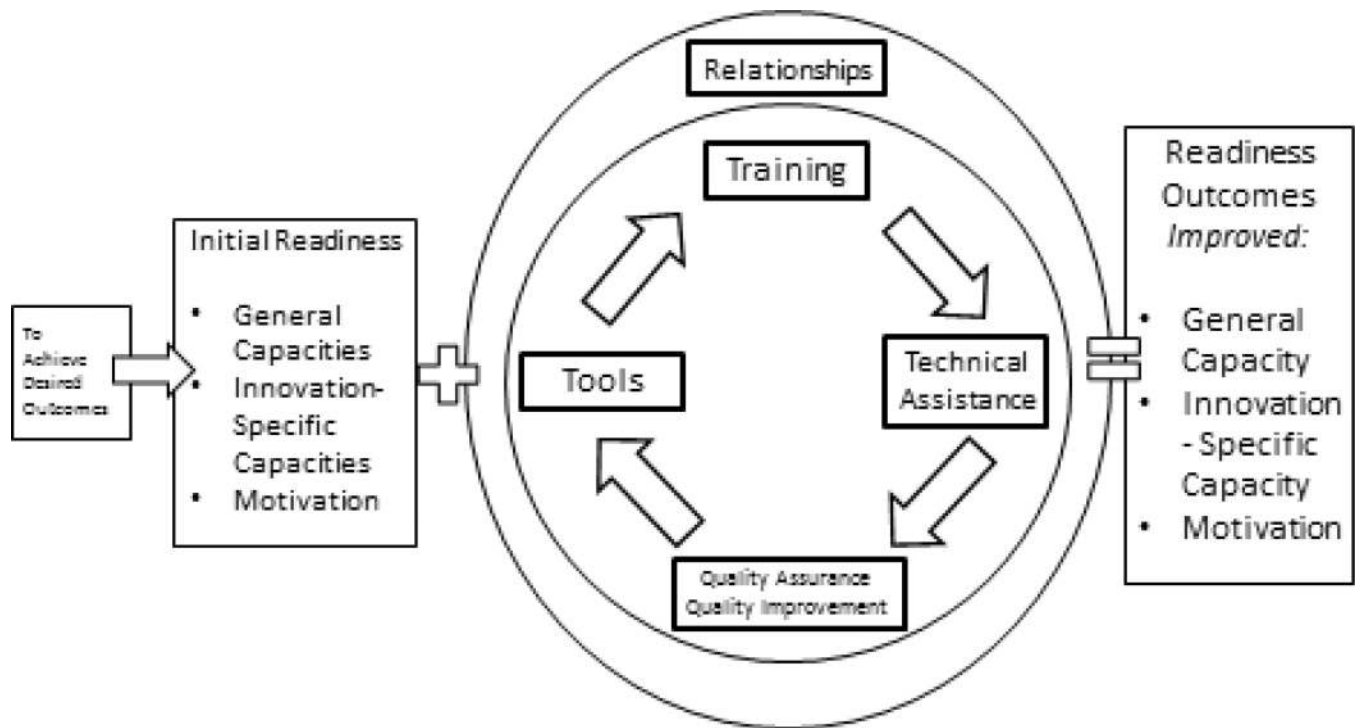 To
Achieve
Desired
Outcomes
Initial Readiness
• General
Capacities
• Innovation-
Specific
Capacities
• Motivation
Relationships
Training
Tools
Technical
Assistance
Quality Assurance
Quality Improvement
Readiness
Outcomes
Improved:
• General
Capacity
• Innovation
- Specific
Capacity
• Motivation